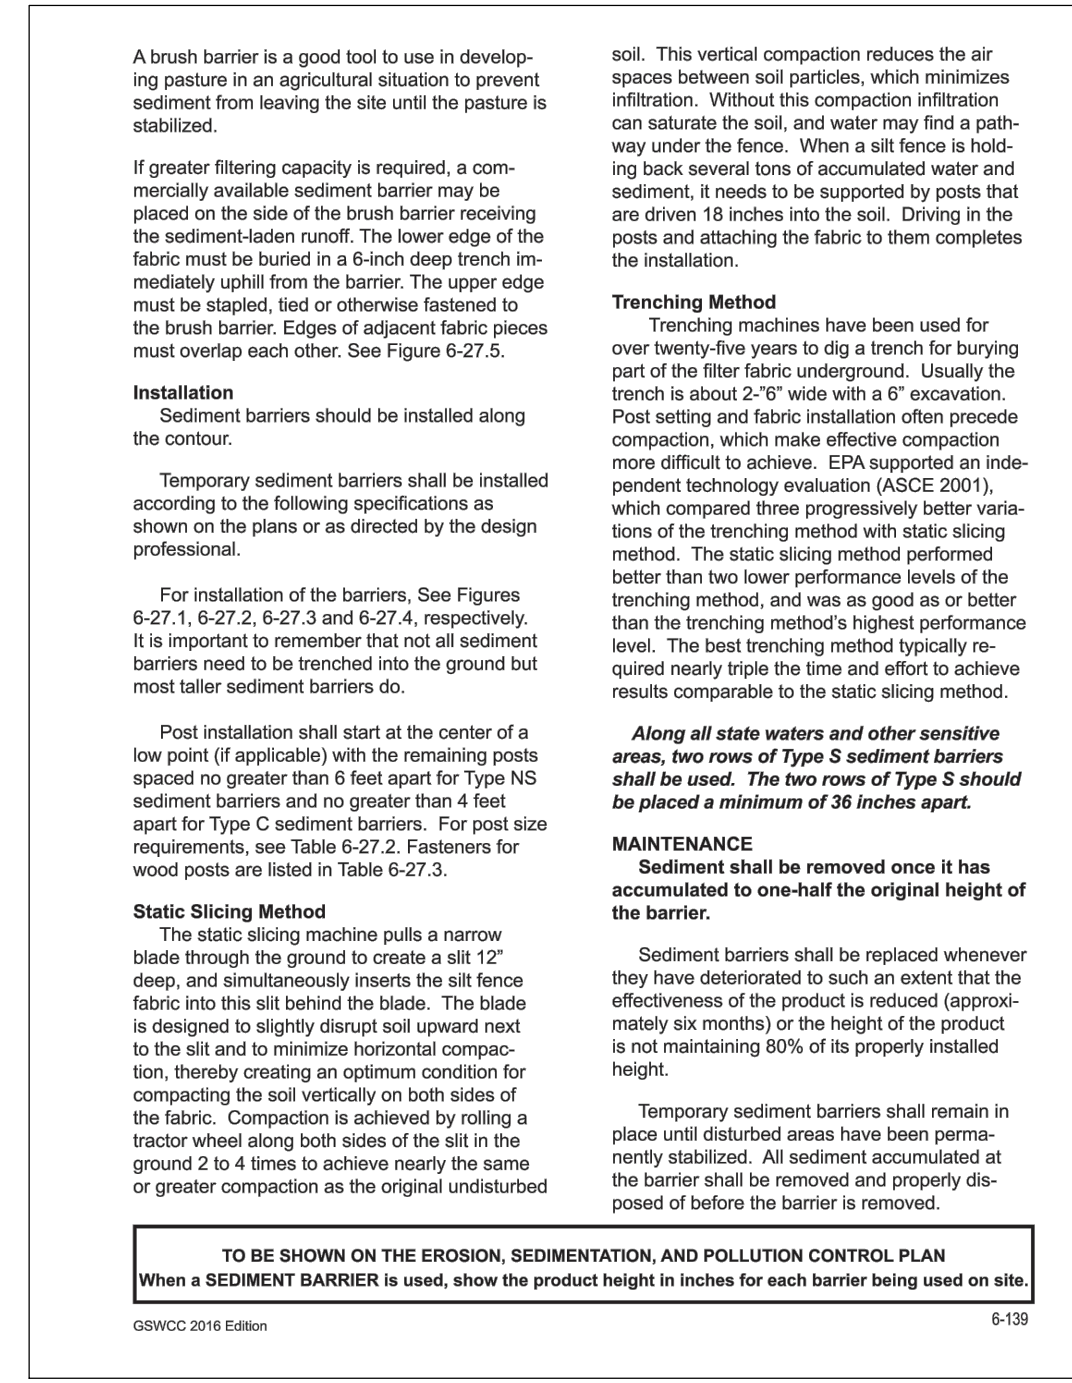 A brush barrier is a good tool to use in develop-
ing pasture in an agricultural situation to prevent
sediment from leaving the site until the pasture is
stabilized.
If greater filtering capacity is required, a com-
mercially available sediment barrier may be
placed on the side of the brush barrier receiving
the sediment-laden runoff. The lower edge of the
fabric must be buried in a 6-inch deep trench im-
mediately uphill from the barrier. The upper edge
must be stapled, tied or otherwise fastened to
the brush barrier. Edges of adjacent fabric pieces
must overlap each other. See Figure 6-27.5.
Installation
Sediment barriers should be installed along
the contour.
Temporary sediment barriers shall be installed
according to the following specifications as
shown on the plans or as directed by the design
professional.
For installation of the barriers, See Figures
6-27.1, 6-27.2, 6-27.3 and 6-27.4, respectively.
It is important to remember that not all sediment
barriers need to be trenched into the ground but
most taller sediment barriers do.
Post installation shall start at the center of a
low point (if applicable) with the remaining posts
spaced no greater than 6 feet apart for Type NS
sediment barriers and no greater than 4 feet
apart for Type C sediment barriers.  For post size
requirements, see Table 6-27.2. Fasteners for
wood posts are listed in Table 6-27.3.
Static Slicing Method
The static slicing machine pulls a narrow
blade through the ground to create a slit 12”
deep, and simultaneously inserts the silt fence
fabric into this slit behind the blade.  The blade
is designed to slightly disrupt soil upward next
to the slit and to minimize horizontal compac-
tion, thereby creating an optimum condition for
compacting the soil vertically on both sides of
the fabric.  Compaction is achieved by rolling a
tractor wheel along both sides of the slit in the
ground 2 to 4 times to achieve nearly the same
or greater compaction as the original undisturbed
soil.  This vertical compaction reduces the air
spaces between soil particles, which minimizes
infiltration.  Without this compaction infiltration
can saturate the soil, and water may find a path-
way under the fence.  When a silt fence is hold-
ing back several tons of accumulated water and
sediment, it needs to be supported by posts that
are driven 18 inches into the soil.  Driving in the
posts and attaching the fabric to them completes
the installation.
Trenching Method
Trenching machines have been used for
over twenty-five years to dig a trench for burying
part of the filter fabric underground.  Usually the
trench is about 2-”6” wide with a 6” excavation.
Post setting and fabric installation often precede
compaction, which make effective compaction
more difficult to achieve.  EPA supported an inde-
pendent technology evaluation (ASCE 2001),
which compared three progressively better varia-
tions of the trenching method with static slicing
method.  The static slicing method performed
better than two lower performance levels of the
trenching method, and was as good as or better
than the trenching method’s highest performance
level.  The best trenching method typically re-
quired nearly triple the time and effort to achieve
results comparable to the static slicing method.
Along all state waters and other sensitive
areas, two rows of Type S sediment barriers
shall be used.  The two rows of Type S should
be placed a minimum of 36 inches apart.
MAINTENANCE
Sediment shall be removed once it has
accumulated to one-half the original height of
the barrier.
Sediment barriers shall be replaced whenever
they have deteriorated to such an extent that the
effectiveness of the product is reduced (approxi-
mately six months) or the height of the product
is not maintaining 80% of its properly installed
height.
Temporary sediment barriers shall remain in
place until disturbed areas have been perma-
nently stabilized.  All sediment accumulated at
the barrier shall be removed and properly dis-
posed of before the barrier is removed.
TO BE SHOWN ON THE EROSION, SEDIMENTATION, AND POLLUTION CONTROL PLAN
When a SEDIMENT BARRIER is used, show the product height in inches for each barrier being used on site.
GSWCC 2016 Edition
6-139